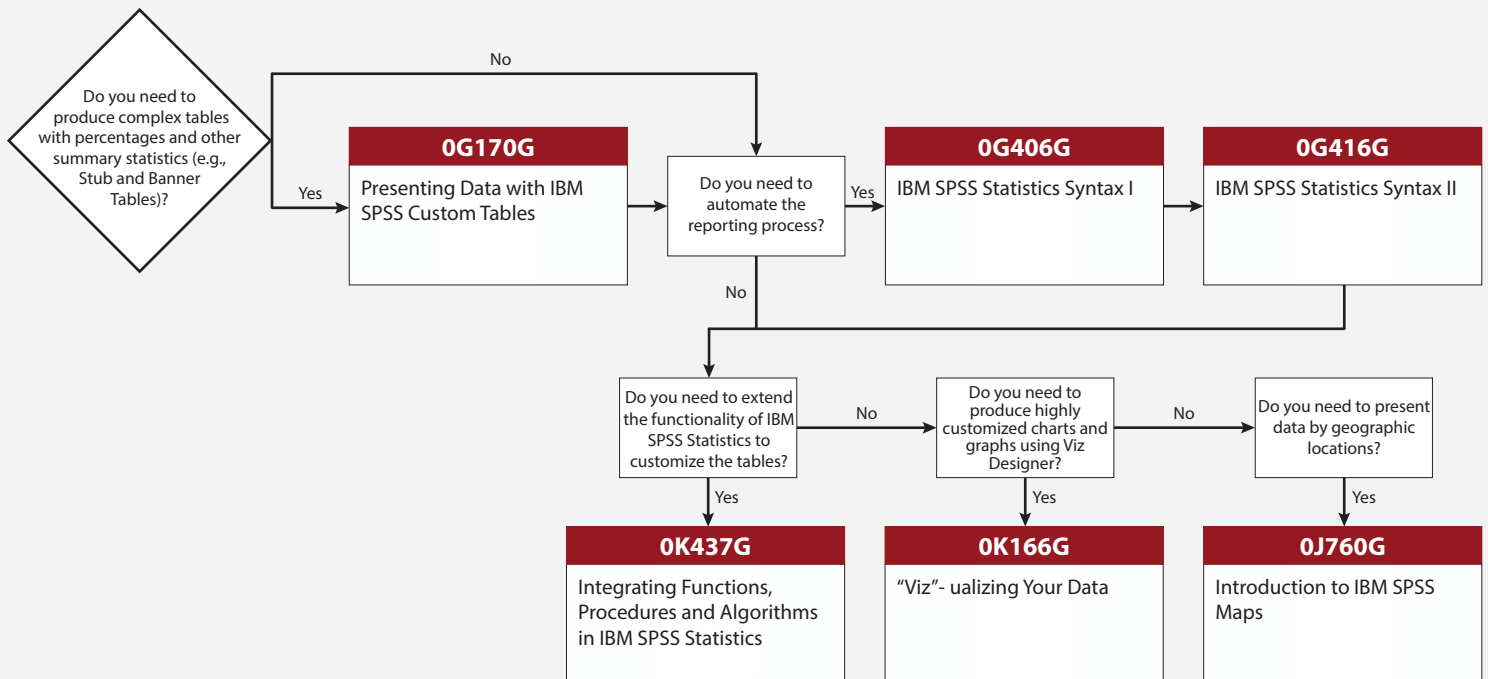 Do you need to
produce complex tables
with percentages and other
summary statistics (e.g.,
Stub and Banner
Tables)?
No
Yes
0G170G
Presenting Data with IBM
SPSS Custom Tables
Do you need to
automate the
reporting process?
Yes
0G406G
IBM SPSS Statistics Syntax I
0G416G
IBM SPSS Statistics Syntax II
No
Do you need to extend
the functionality of IBM
SPSS Statistics to
customize the tables?
No
Do you need to
produce highly
customized charts and
graphs using Viz
Designer?
No
Do you need to present
data by geographic
locations?
Yes
Yes
Yes
0K437G
Integrating Functions,
Procedures and Algorithms
in IBM SPSS Statistics
0K166G
“Viz”- ualizing Your Data
0J760G
Introduction to IBM SPSS
Maps